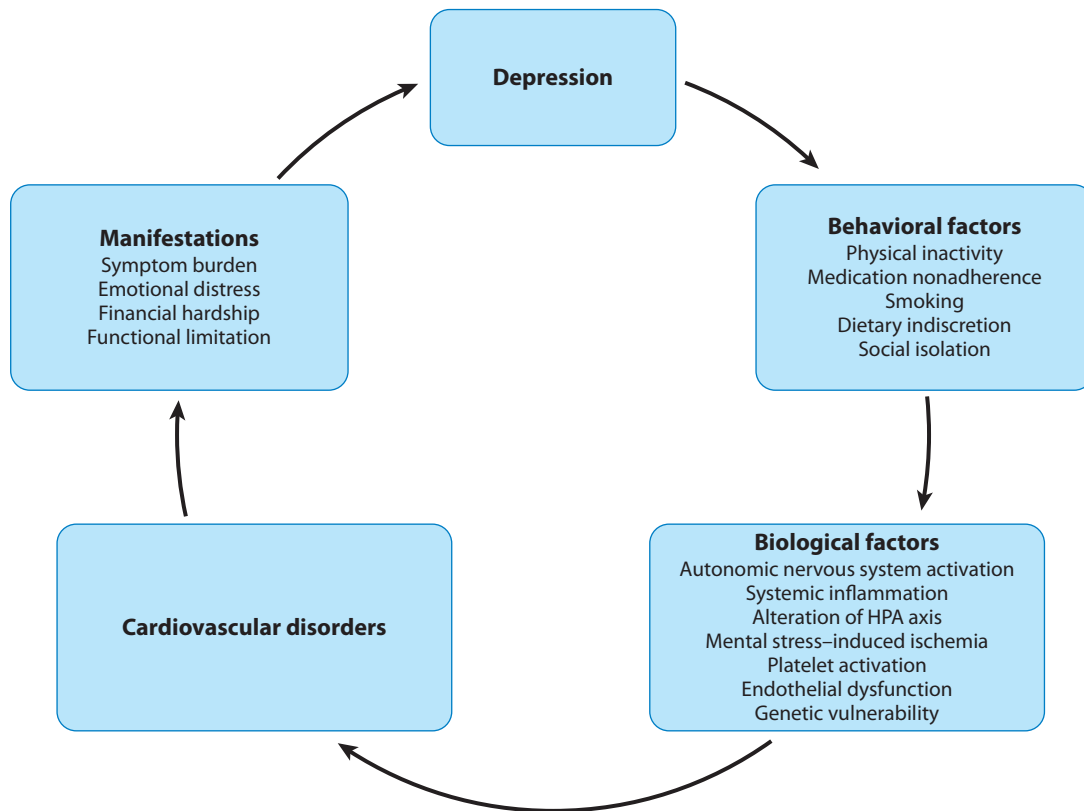 Depression
Behavioral factors
Physical inactivity
Medication nonadherence
Smoking
Dietary indiscretion
Social isolation
Biological factors
Autonomic nervous system activation
Systemic inflammation
Alteration of HPA axis
Mental stress–induced ischemia
Platelet activation
Endothelial dysfunction
Genetic vulnerability
Cardiovascular disorders
Manifestations
Symptom burden
Emotional distress
Financial hardship
Functional limitation